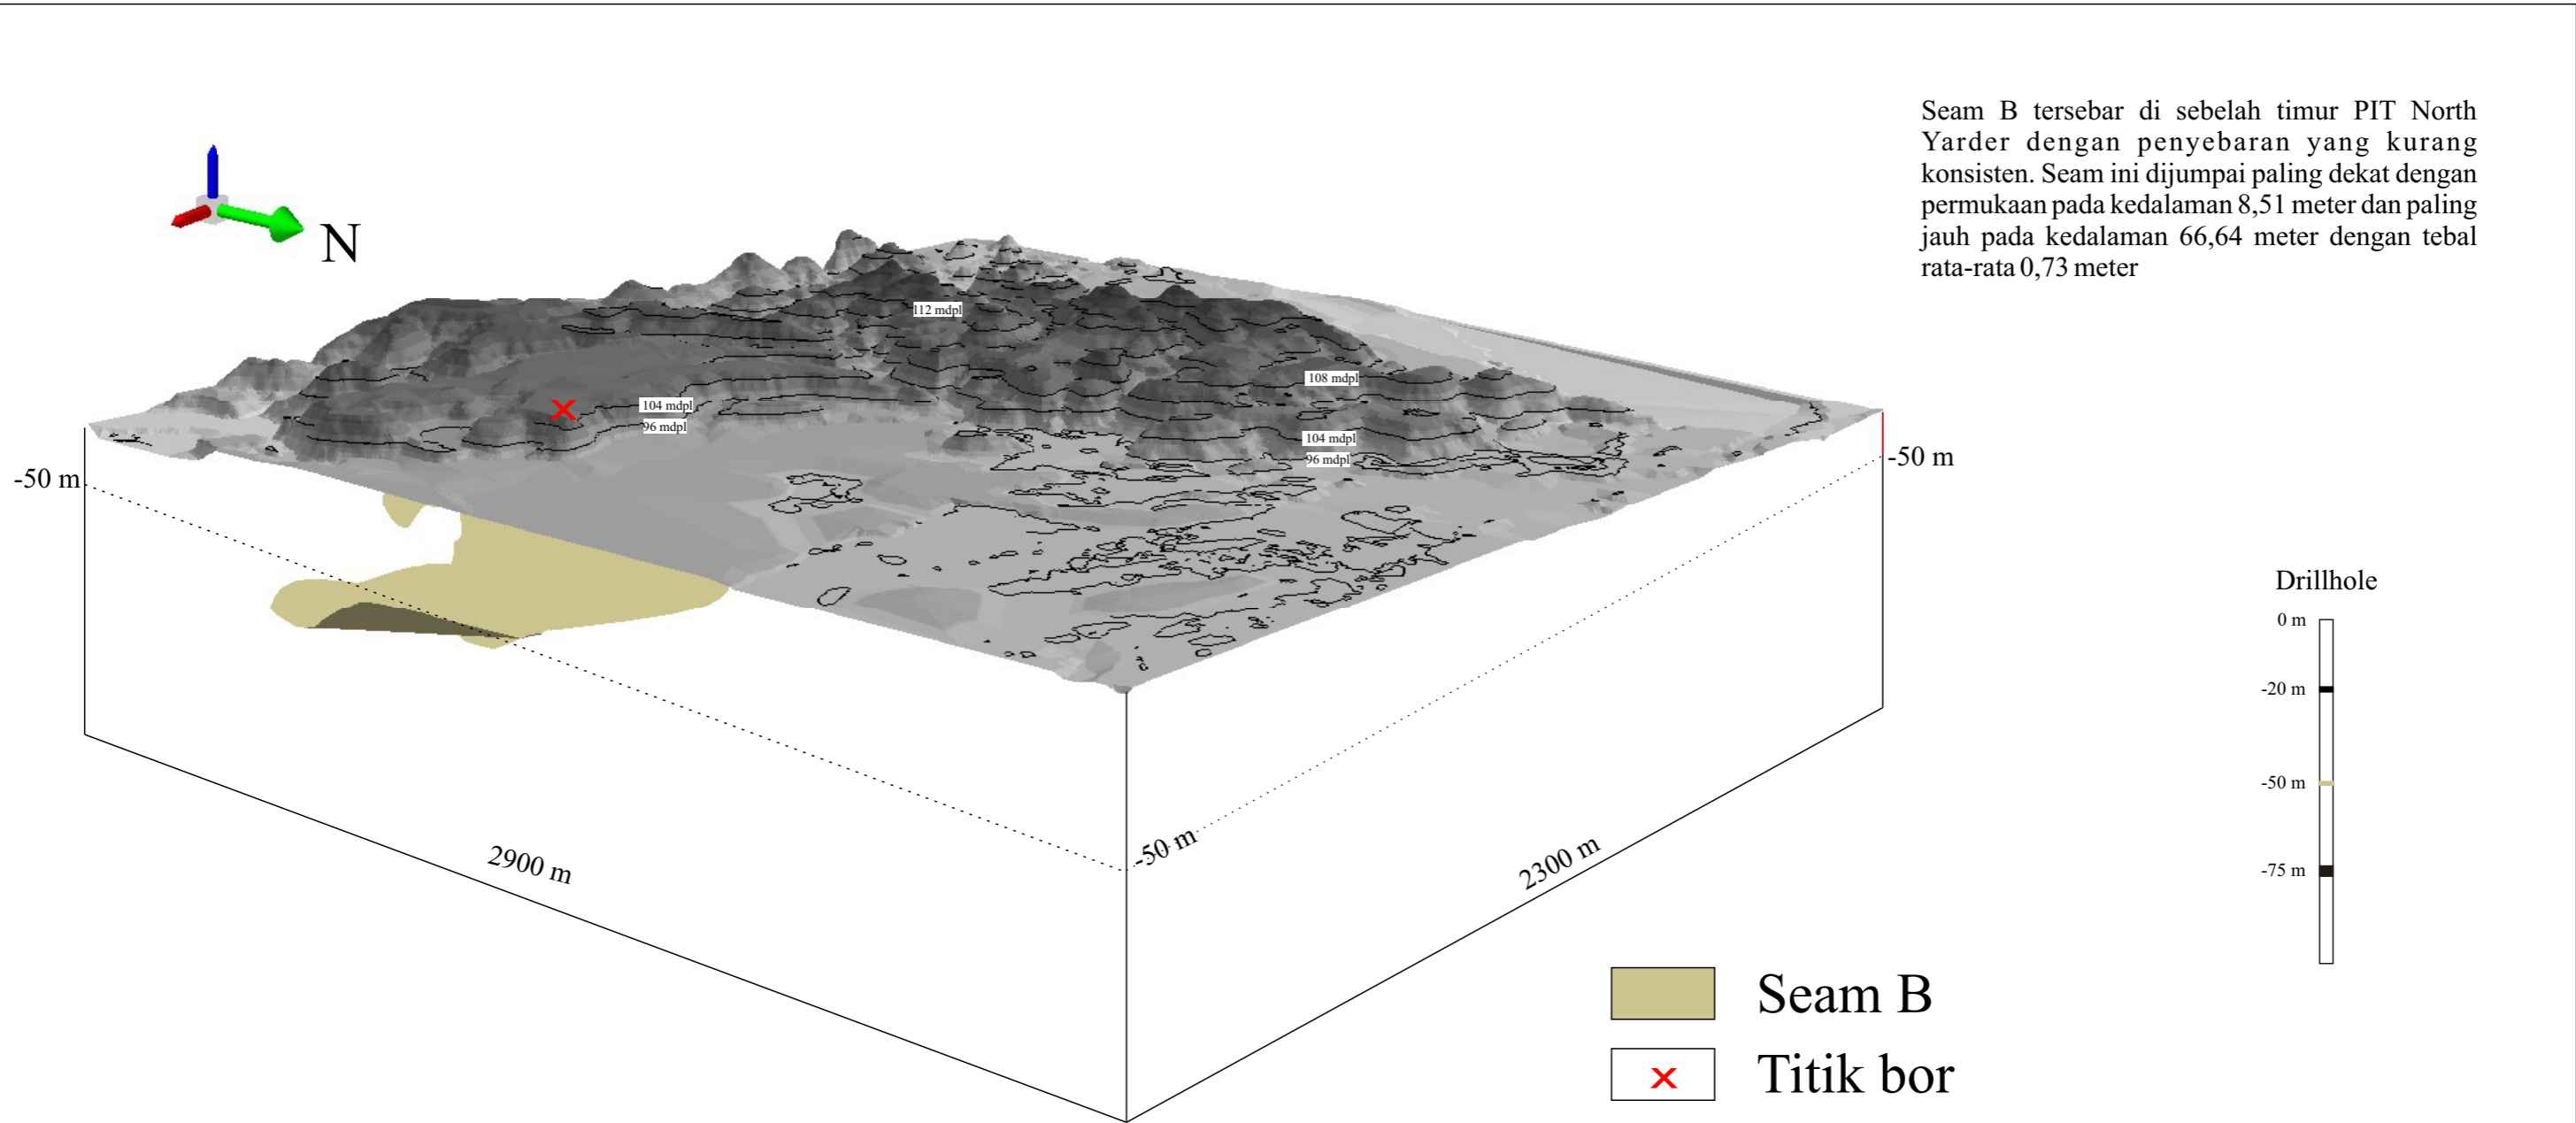 Seam B tersebar di sebelah timur PIT North
Yarder dengan penyebaran yang kurang
konsisten. Seam ini dijumpai paling dekat dengan
permukaan pada kedalaman 8,51 meter dan paling
jauh pada kedalaman 66,64 meter dengan tebal
rata-rata 0,73 meter
N
112 mdpl
108 mdpl
104 mdpl
96 mdpl
104 mdpl
96 mdpl
-50 m
-50 m
-50 m
2900 m
2300 m
Drillhole
0 m
-20 m
-50 m
-75 m
Seam B
Titik bor